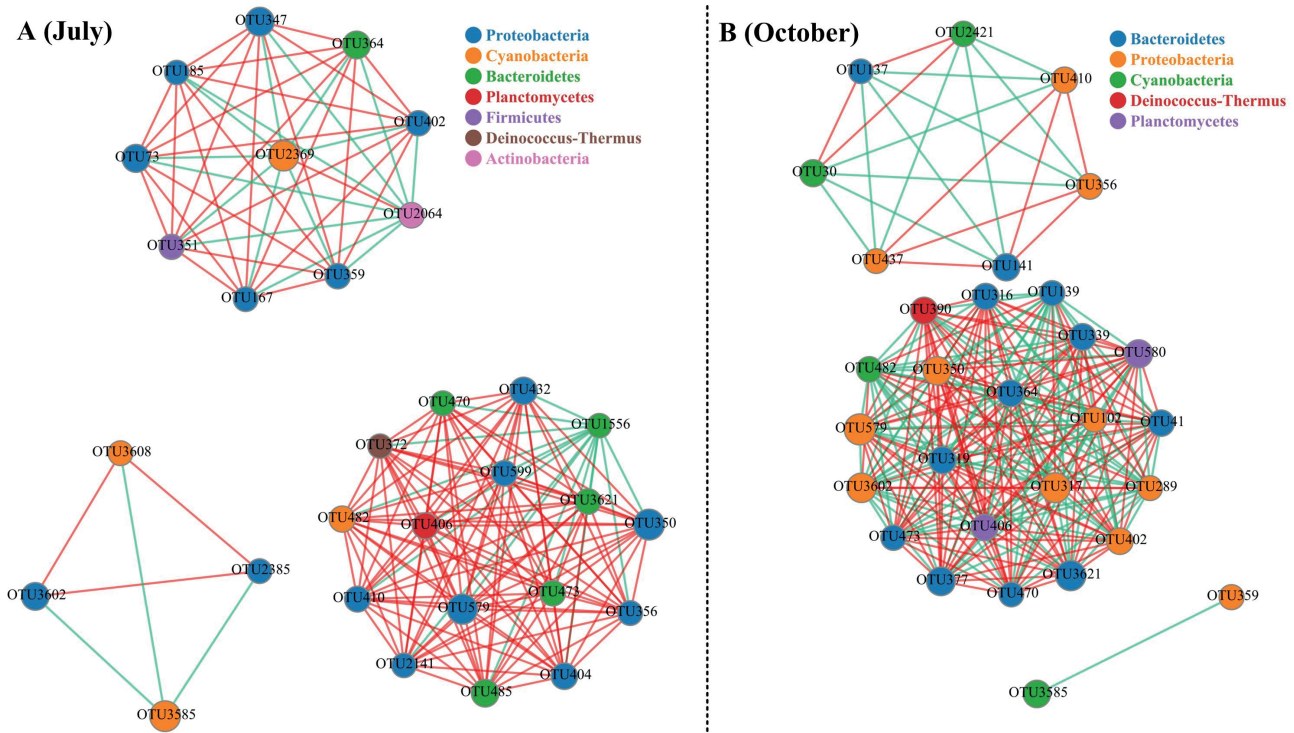 A (July)
OTU347
OTU364
OTU185
OTU402
OTU73
OTU2369
OTU2064
OTU351
OTU359
OTU167
Proteobacteria
Cyanobacteria
Bacteroidetes
Planctomycetes
Firmicutes
Deinococcus-Thermus
Actinobacteria
OTU3608
OTU2385
OTU3602
OTU3585
OTU432
OTU470
OTU1556
OTU372
OTU599
OTU3621
OTU482
OTU406
OTU350
OTU410
OTU579
OTU473
OTU356
OTU2141
OTU404
OTU485
B (October)
OTU2421
OTU137
OTU410
OTU30
OTU356
OTU437
OTU141
Bacteroidetes
Proteobacteria
Cyanobacteria
Deinococcus-Thermus
Planctomycetes
OTU316
OTU139
OTU390
OTU339
OTU580
OTU482
OTU350
OTU364
OTU102
OTU41
OTU579
OTU319
OTU3602
OTU317
OTU289
OTU473
OTU406
OTU402
OTU377
OTU470
OTU3621
OTU359
OTU3585